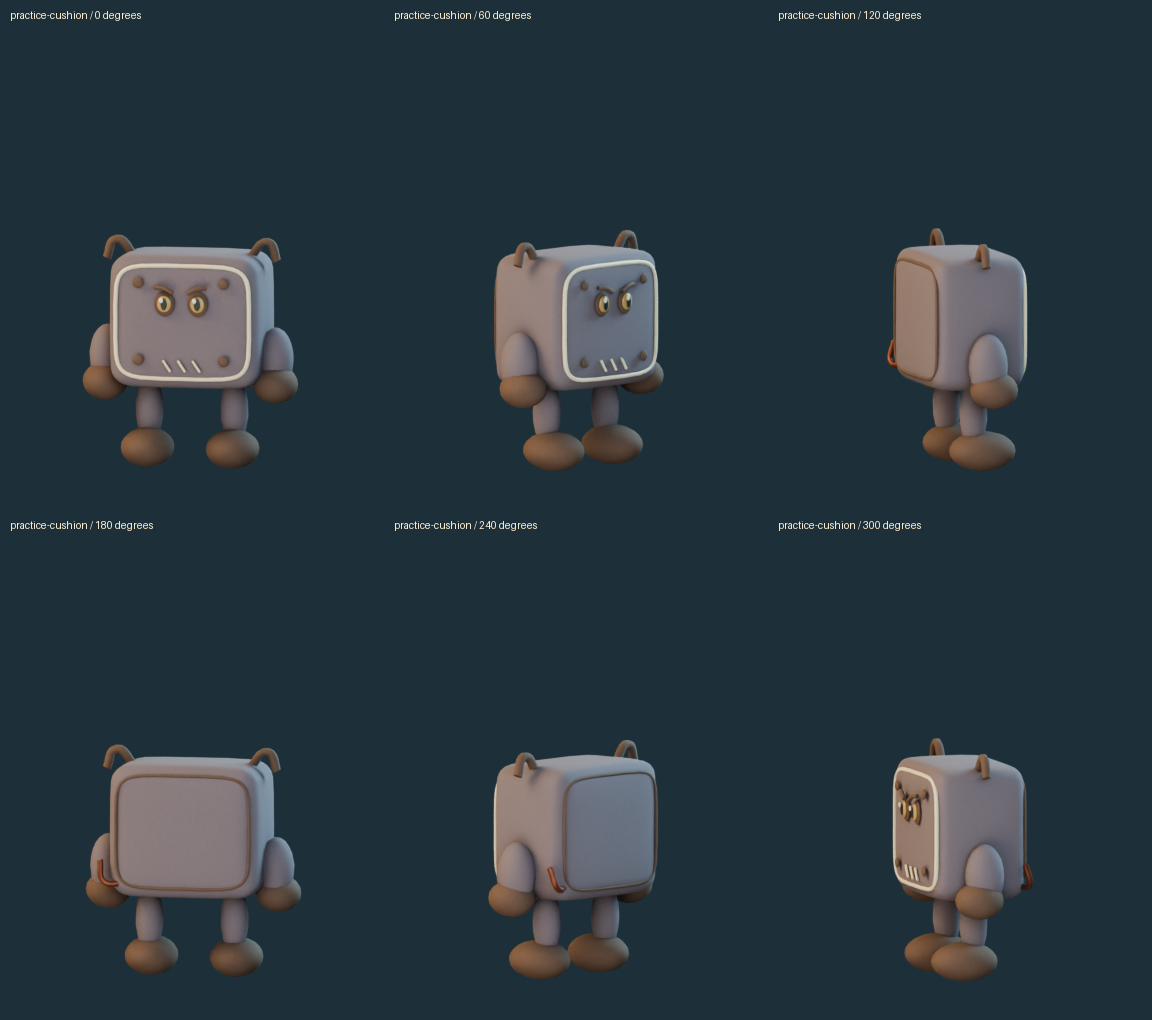 practice-cushion / 0 degrees
practice-cushion / 60 degrees
practice-cushion / 120 degrees
practice-cushion / 180 degrees
practice-cushion / 240 degrees
practice-cushion / 300 degrees